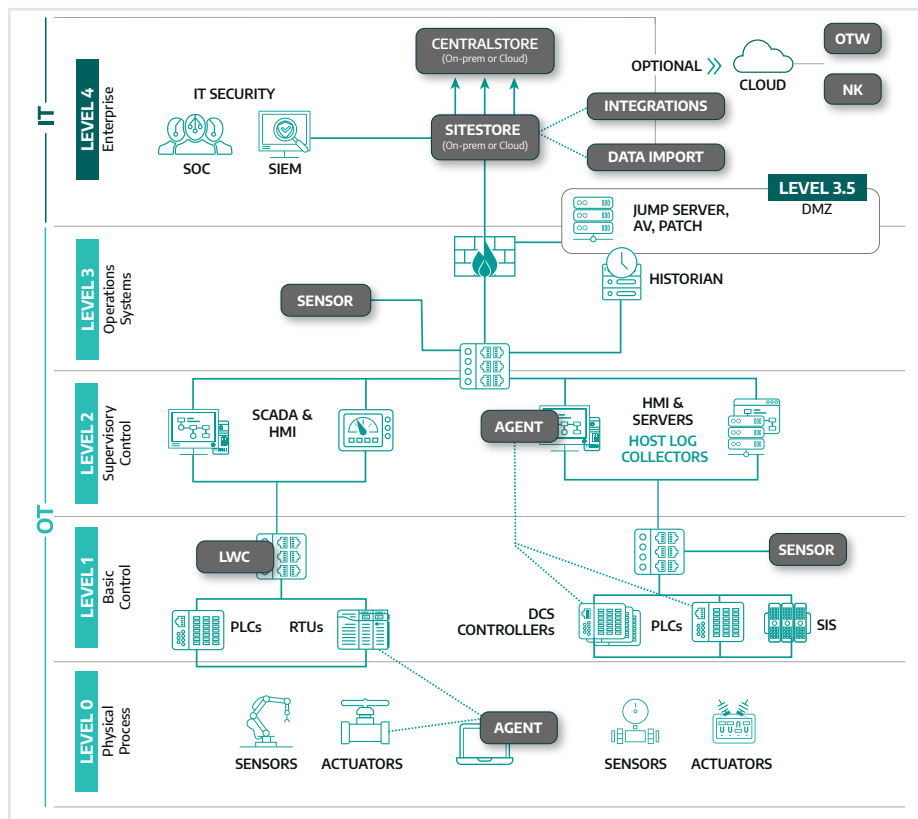 IT
LEVEL 4
Enterprise
IT SECURITY
SOC
SIEM
CENTRALSTORE
(On-prem or Cloud)
SITESTORE
(On-prem or Cloud)
OPTIONAL
CLOUD
OTW
NK
INTEGRATIONS
DATA IMPORT
LEVEL 3.5
DMZ
JUMP SERVER,
AV, PATCH
OT
LEVEL 3
Operations
Systems
SENSOR
HISTORIAN
LEVEL 2
Supervisory
Control
SCADA &
HMI
AGENT
HMI &
SERVERS
HOST LOG
COLLECTORS
LEVEL 1
Basic
Control
LWC
SENSOR
PLCs
RTUs
DCS
CONTROLLERs
PLCs
SIS
LEVEL 0
Physical
Process
SENSORS
ACTUATORS
AGENT
SENSORS
ACTUATORS